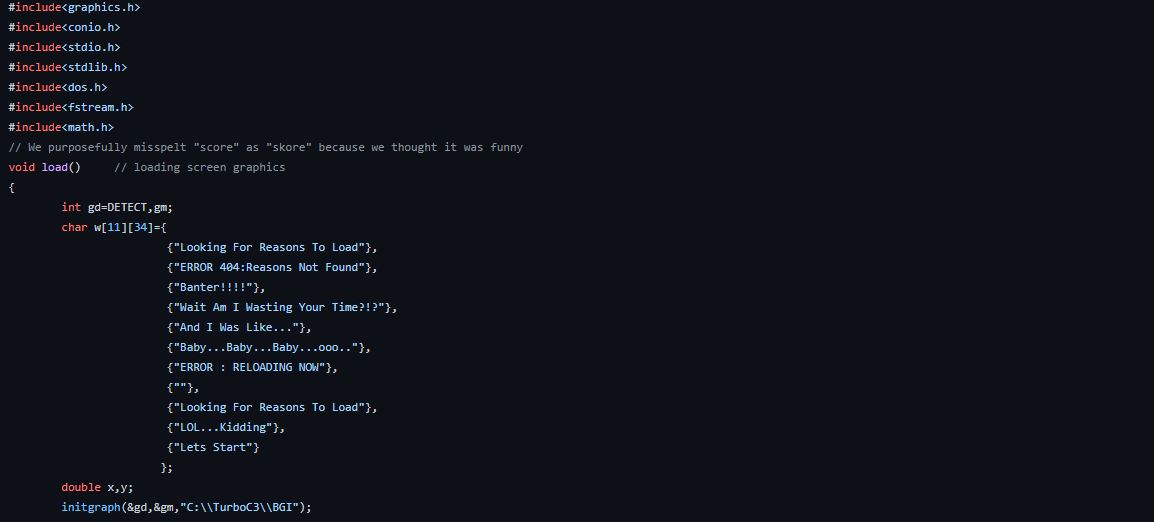 #include<graphics.h>
#include<conio.h>
#include<stdio.h>
#include<stdlib.h>
#include<dos.h>
#include<fstream.h>
#include<math.h>
// We purposefully misspelt "score" as "skore" because we thought it was funny
void load()     // loading screen graphics
{
        int gd=DETECT,gm;
        char w[11][34]={
                        {"Looking For Reasons To Load"},
                        {"ERROR 404:Reasons Not Found"},
                        {"Banter!!!!"},
                        {"Wait Am I Wasting Your Time?!?"},
                        {"And I Was Like..."},
                        {"Baby...Baby...Baby...ooo.."},
                        {"ERROR : RELOADING NOW"},
                        {""},
                        {"Looking For Reasons To Load"},
                        {"LOL...Kidding"},
                        {"Lets Start"}
                       };
        double x,y;
        initgraph(&gd,&gm,"C:\\TurboC3\\BGI");